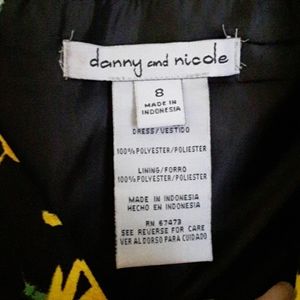 danny and nicole
8
MADE IN
INDONESIA
DRESS/VESTIDO
100% POLYESTER/POLIESTER
LINING/FORRO
100% POLYESTER/POLIESTER
MADE IN INDONESIA
HECHO EN INDONESIA
RN 67473
SEE REVERSE FOR CARE
VER AL DORSO PARA CUIDADO